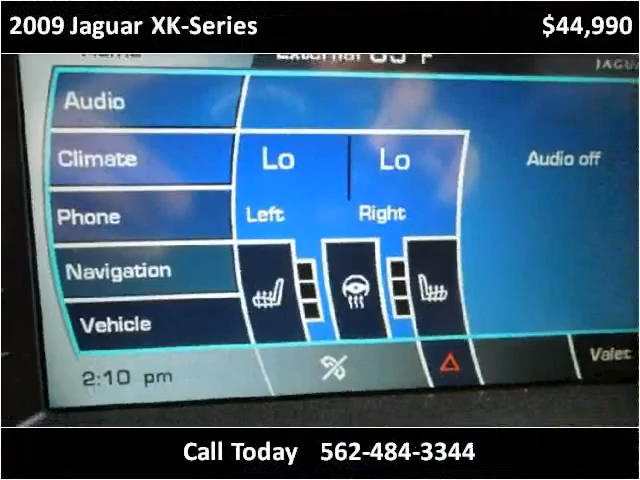 2009 Jaguar XK-Series $44,990
External
Audio
Climate Lo Lo Audio off
Phone Left Right
Navigation
Vehicle
Valet
2:10 pm
Call Today 562-484-3344